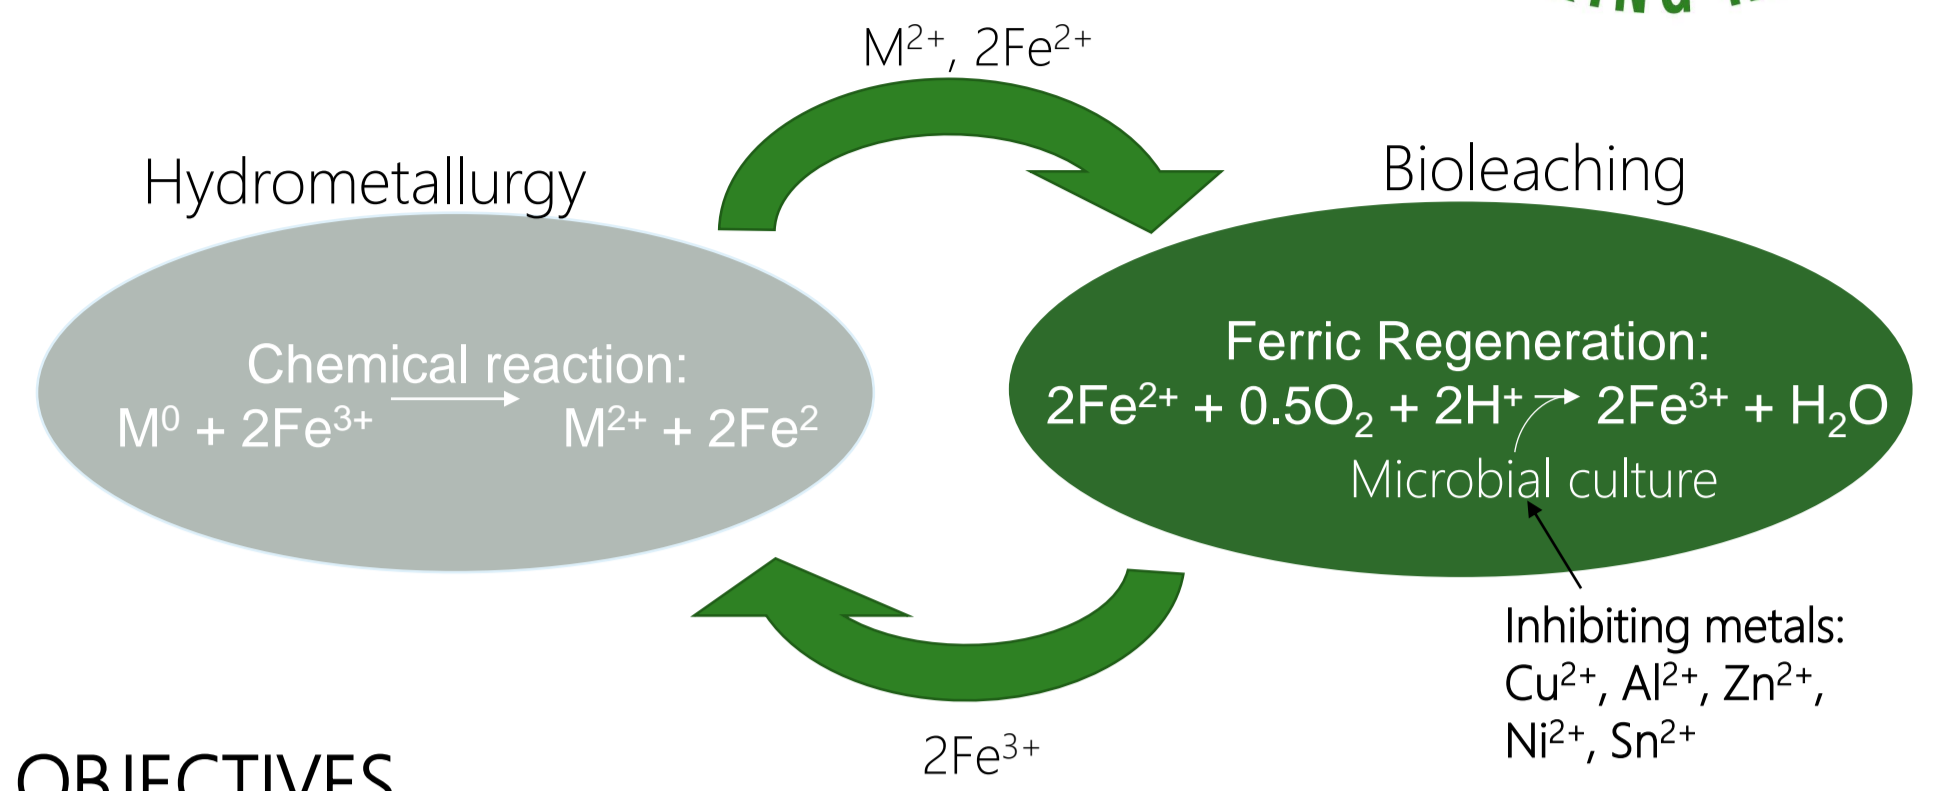 M²⁺, 2Fe²⁺
Hydrometallurgy
Bioleaching
Chemical reaction:
M⁰ + 2Fe³⁺ → M²⁺ + 2Fe²
Ferric Regeneration:
2Fe²⁺ + 0.5O₂ + 2H⁺ → 2Fe³⁺ + H₂O
Microbial culture
Inhibiting metals:
Cu²⁺, Al²⁺, Zn²⁺,
Ni²⁺, Sn²⁺
2Fe³⁺
OBJECTIVES